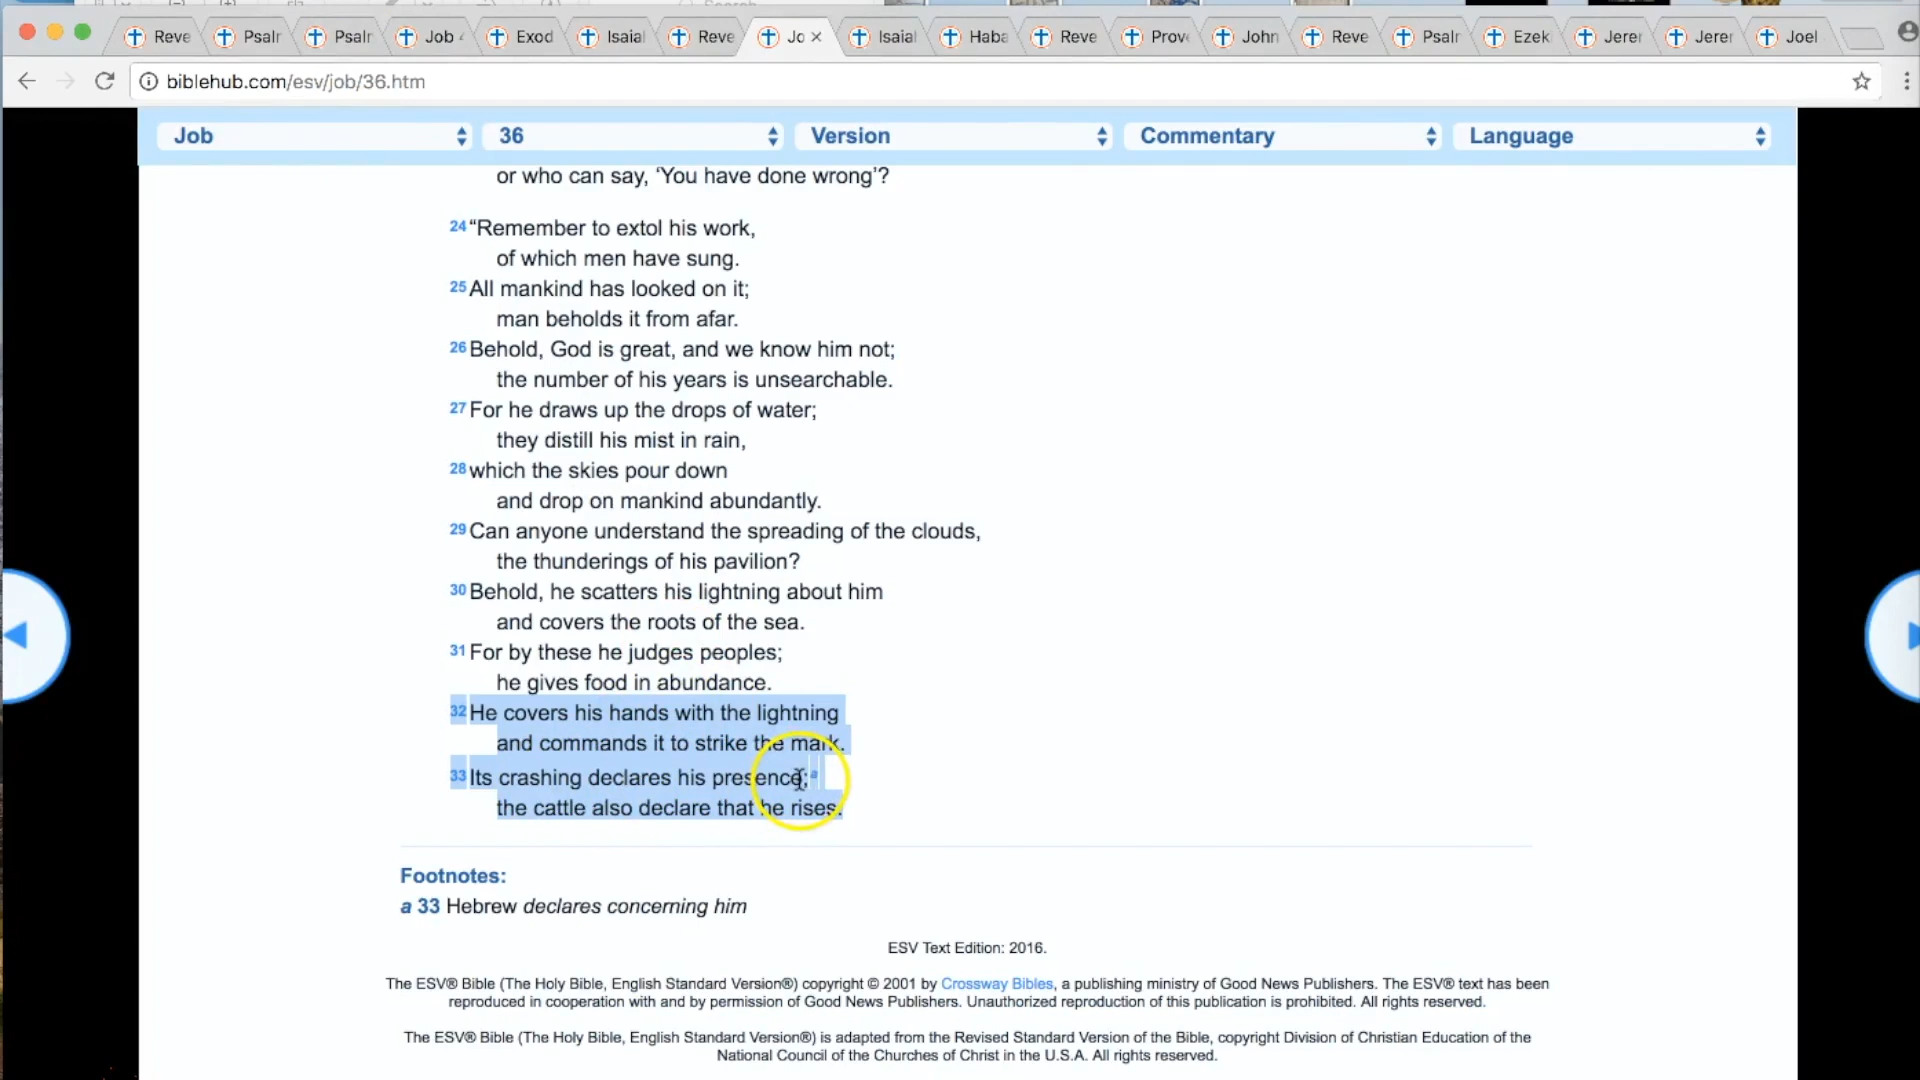 Search
Reve
Psalr
Psalr
Job 4
Exod
Isaial
Reve
Jo
Isaial
Haba
Reve
Prove
John
Reve
Psalr
Ezek
Jerer
Jerer
Joel
biblehub.com/esv/job/36.htm
Job 36 Version Commentary Language
or who can say, ‘You have done wrong’?
24 “Remember to extol his work,
of which men have sung.
25 All mankind has looked on it;
man beholds it from afar.
26 Behold, God is great, and we know him not;
the number of his years is unsearchable.
27 For he draws up the drops of water;
they distill his mist in rain,
28 which the skies pour down
and drop on mankind abundantly.
29 Can anyone understand the spreading of the clouds,
the thunderings of his pavilion?
30 Behold, he scatters his lightning about him
and covers the roots of the sea.
31 For by these he judges peoples;
he gives food in abundance.
32 He covers his hands with the lightning
and commands it to strike the mark.
33 Its crashing declares his presence; a
the cattle also declare that he rises.
Footnotes:
a 33 Hebrew declares concerning him
ESV Text Edition: 2016.
The ESV® Bible (The Holy Bible, English Standard Version®) copyright © 2001 by Crossway Bibles, a publishing ministry of Good News Publishers. The ESV® text has been
reproduced in cooperation with and by permission of Good News Publishers. Unauthorized reproduction of this publication is prohibited. All rights reserved.
The ESV® Bible (The Holy Bible, English Standard Version®) is adapted from the Revised Standard Version of the Bible, copyright Division of Christian Education of the
National Council of the Churches of Christ in the U.S.A. All rights reserved.